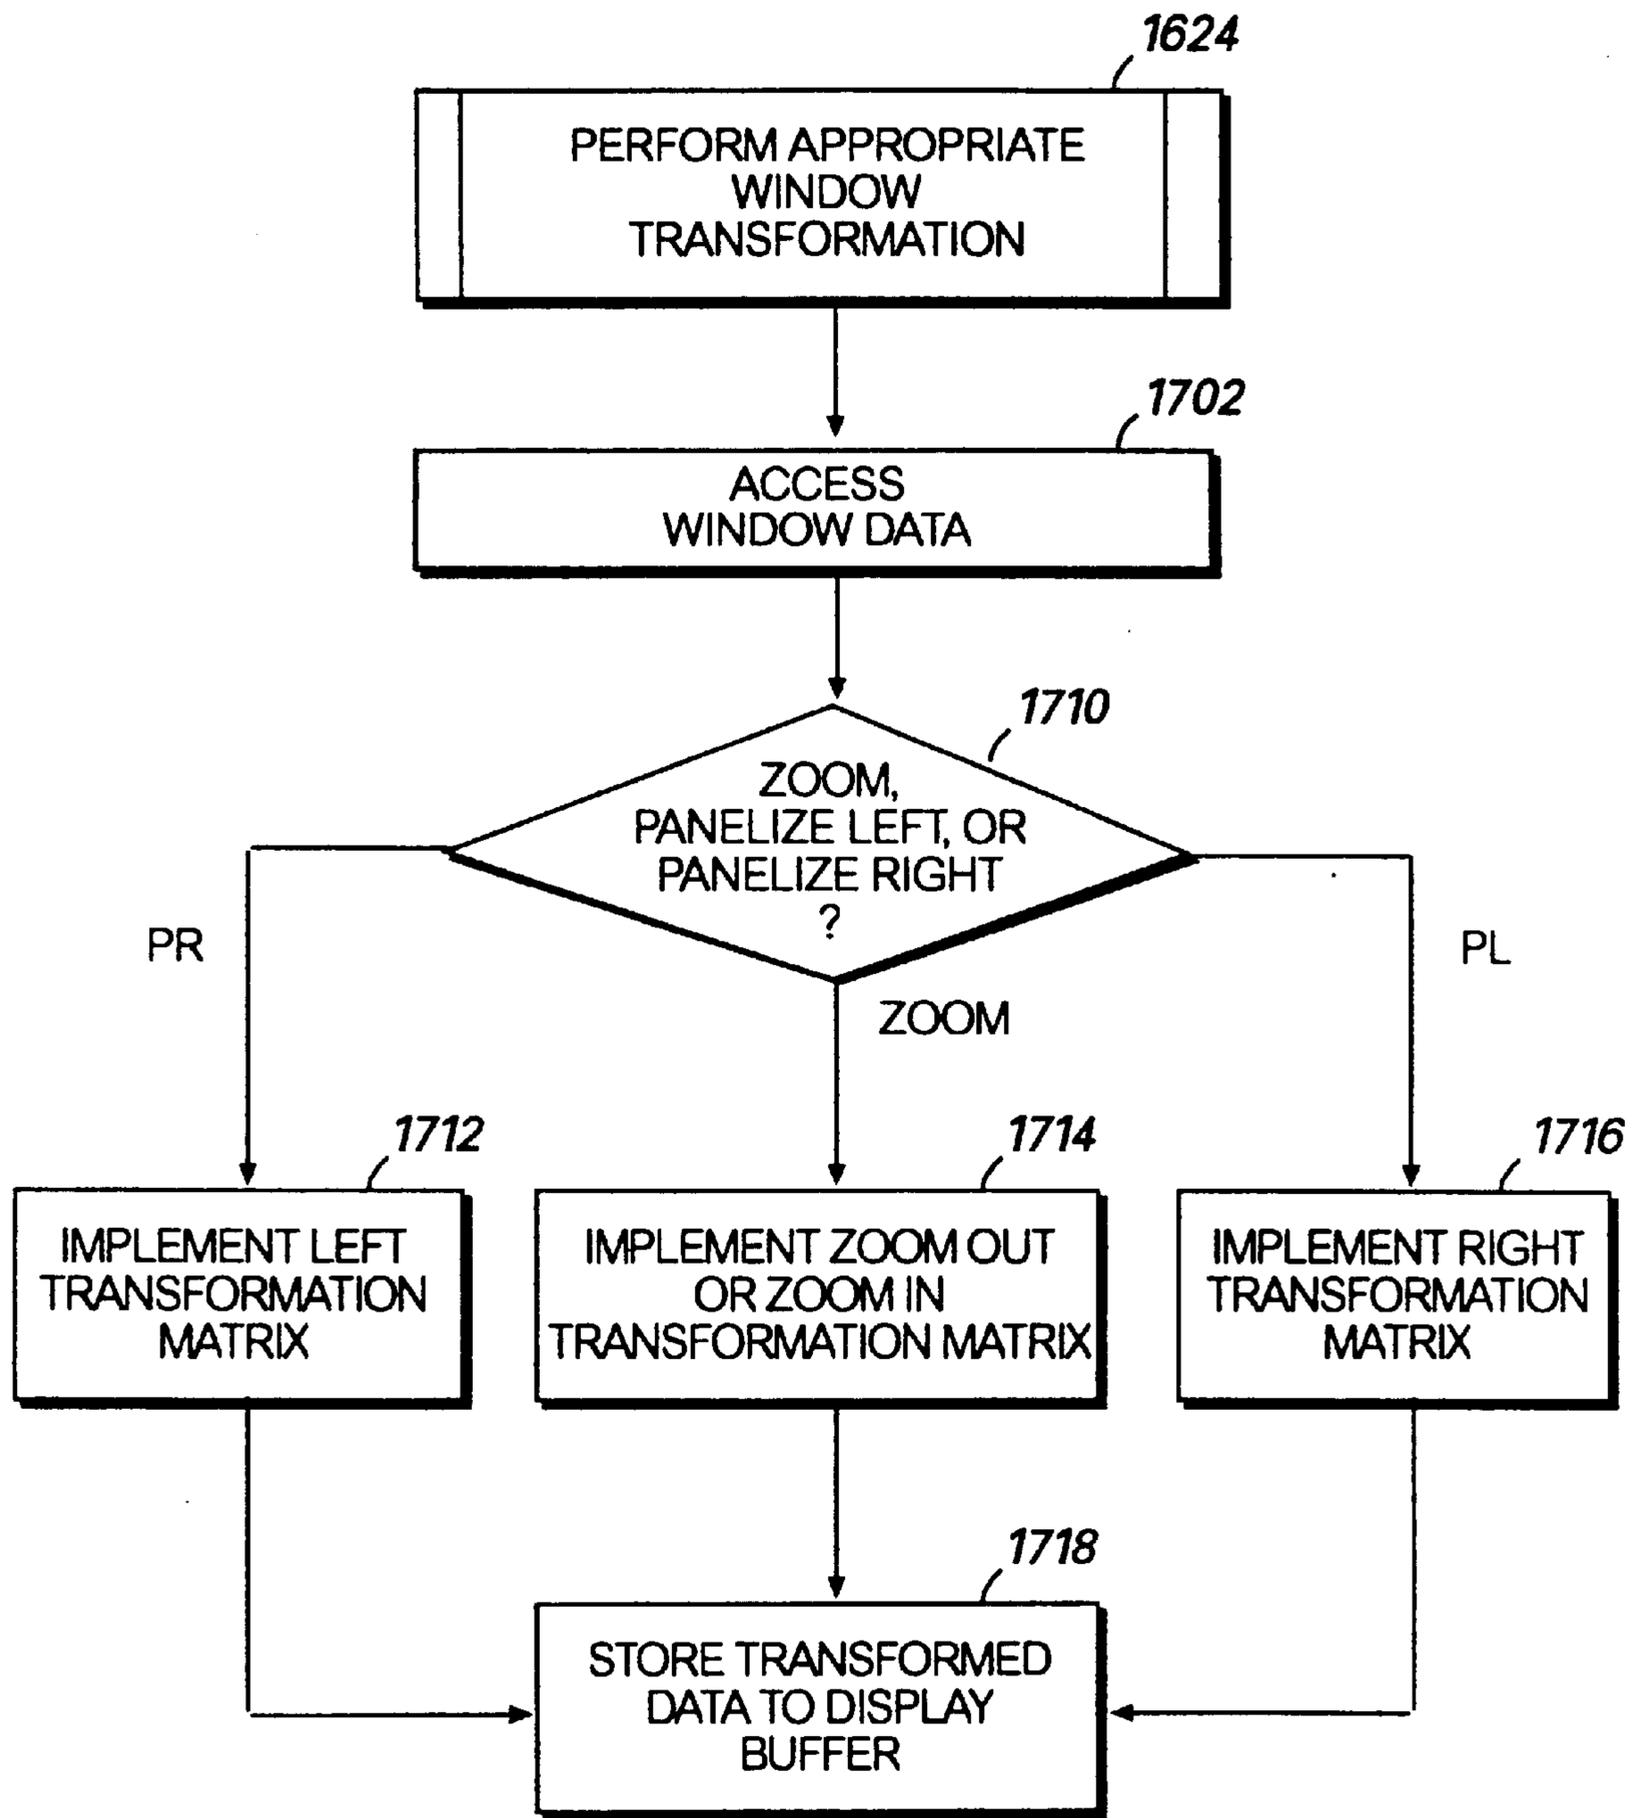 1624
PERFORM APPROPRIATE
WINDOW
TRANSFORMATION
1702
ACCESS
WINDOW DATA
1710
ZOOM,
PANELIZE LEFT, OR
PANELIZE RIGHT
?
PR
ZOOM
PL
1712
IMPLEMENT LEFT
TRANSFORMATION
MATRIX
1714
IMPLEMENT ZOOM OUT
OR ZOOM IN
TRANSFORMATION MATRIX
1716
IMPLEMENT RIGHT
TRANSFORMATION
MATRIX
1718
STORE TRANSFORMED
DATA TO DISPLAY
BUFFER